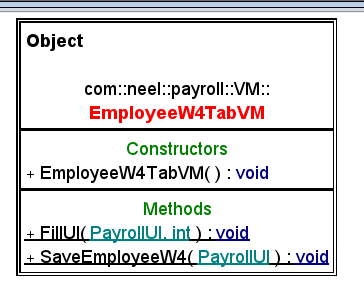 Object
com::neel::payroll::VM::
EmployeeW4TabVM
Constructors
+ EmployeeW4TabVM( ) : void
Methods
+ FillUI( PayrollUI, int ) : void
+ SaveEmployeeW4( PayrollUI ) : void